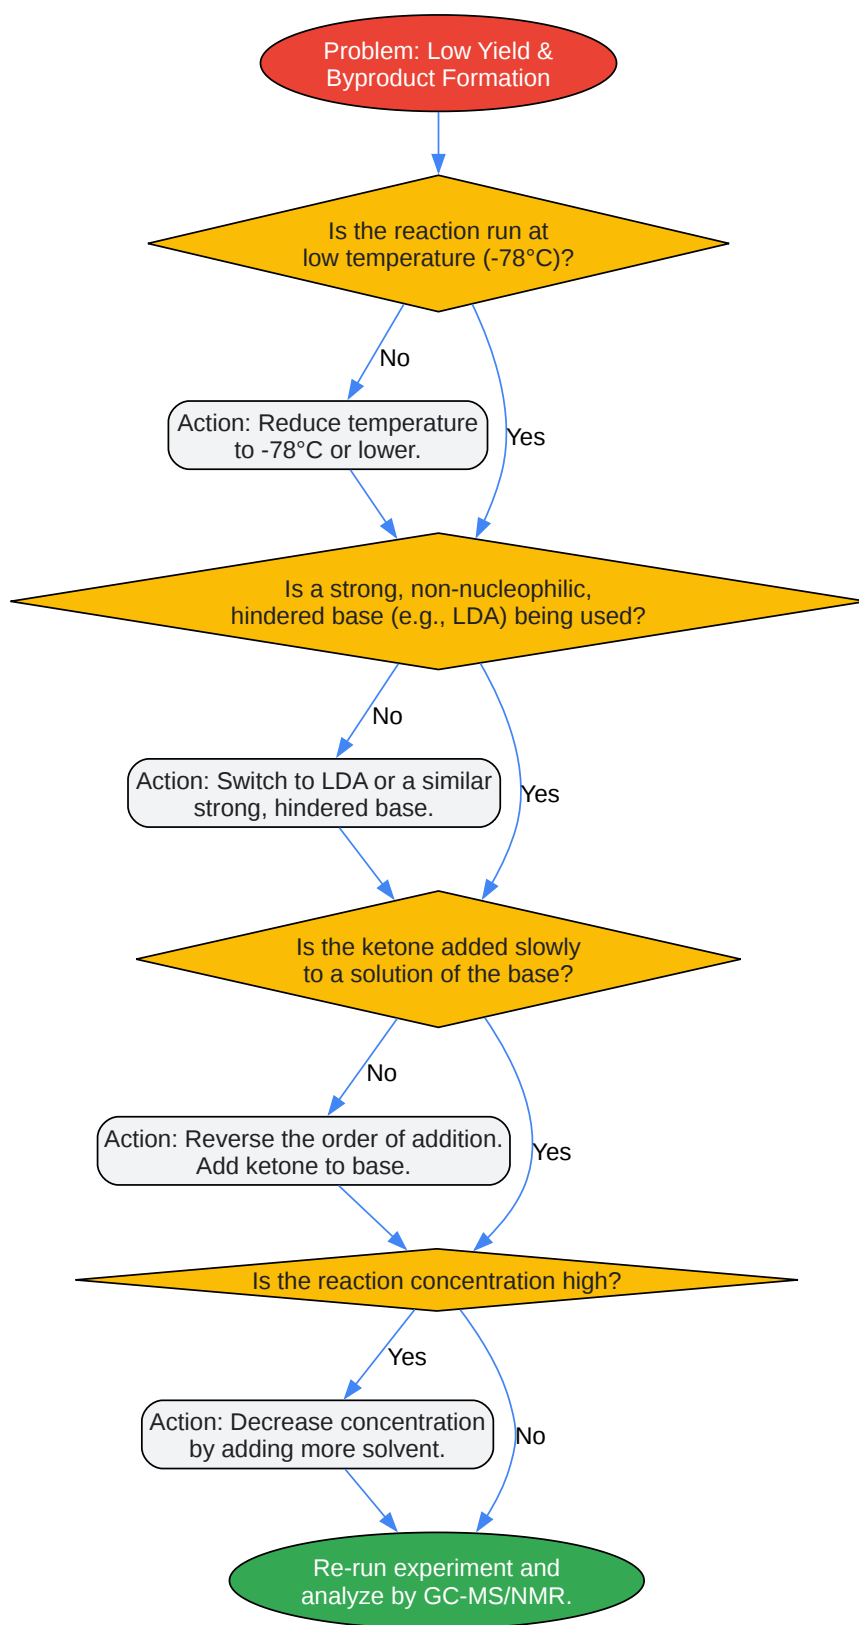 Problem: Low Yield &
Byproduct Formation
Is the reaction run at
low temperature (-78°C)?
No
Yes
Action: Reduce temperature
to -78°C or lower.
Is a strong, non-nucleophilic,
hindered base (e.g., LDA) being used?
No
Yes
Action: Switch to LDA or a similar
strong, hindered base.
Is the ketone added slowly
to a solution of the base?
No
Yes
Action: Reverse the order of addition.
Add ketone to base.
Is the reaction concentration high?
Yes
No
Action: Decrease concentration
by adding more solvent.
Re-run experiment and
analyze by GC-MS/NMR.